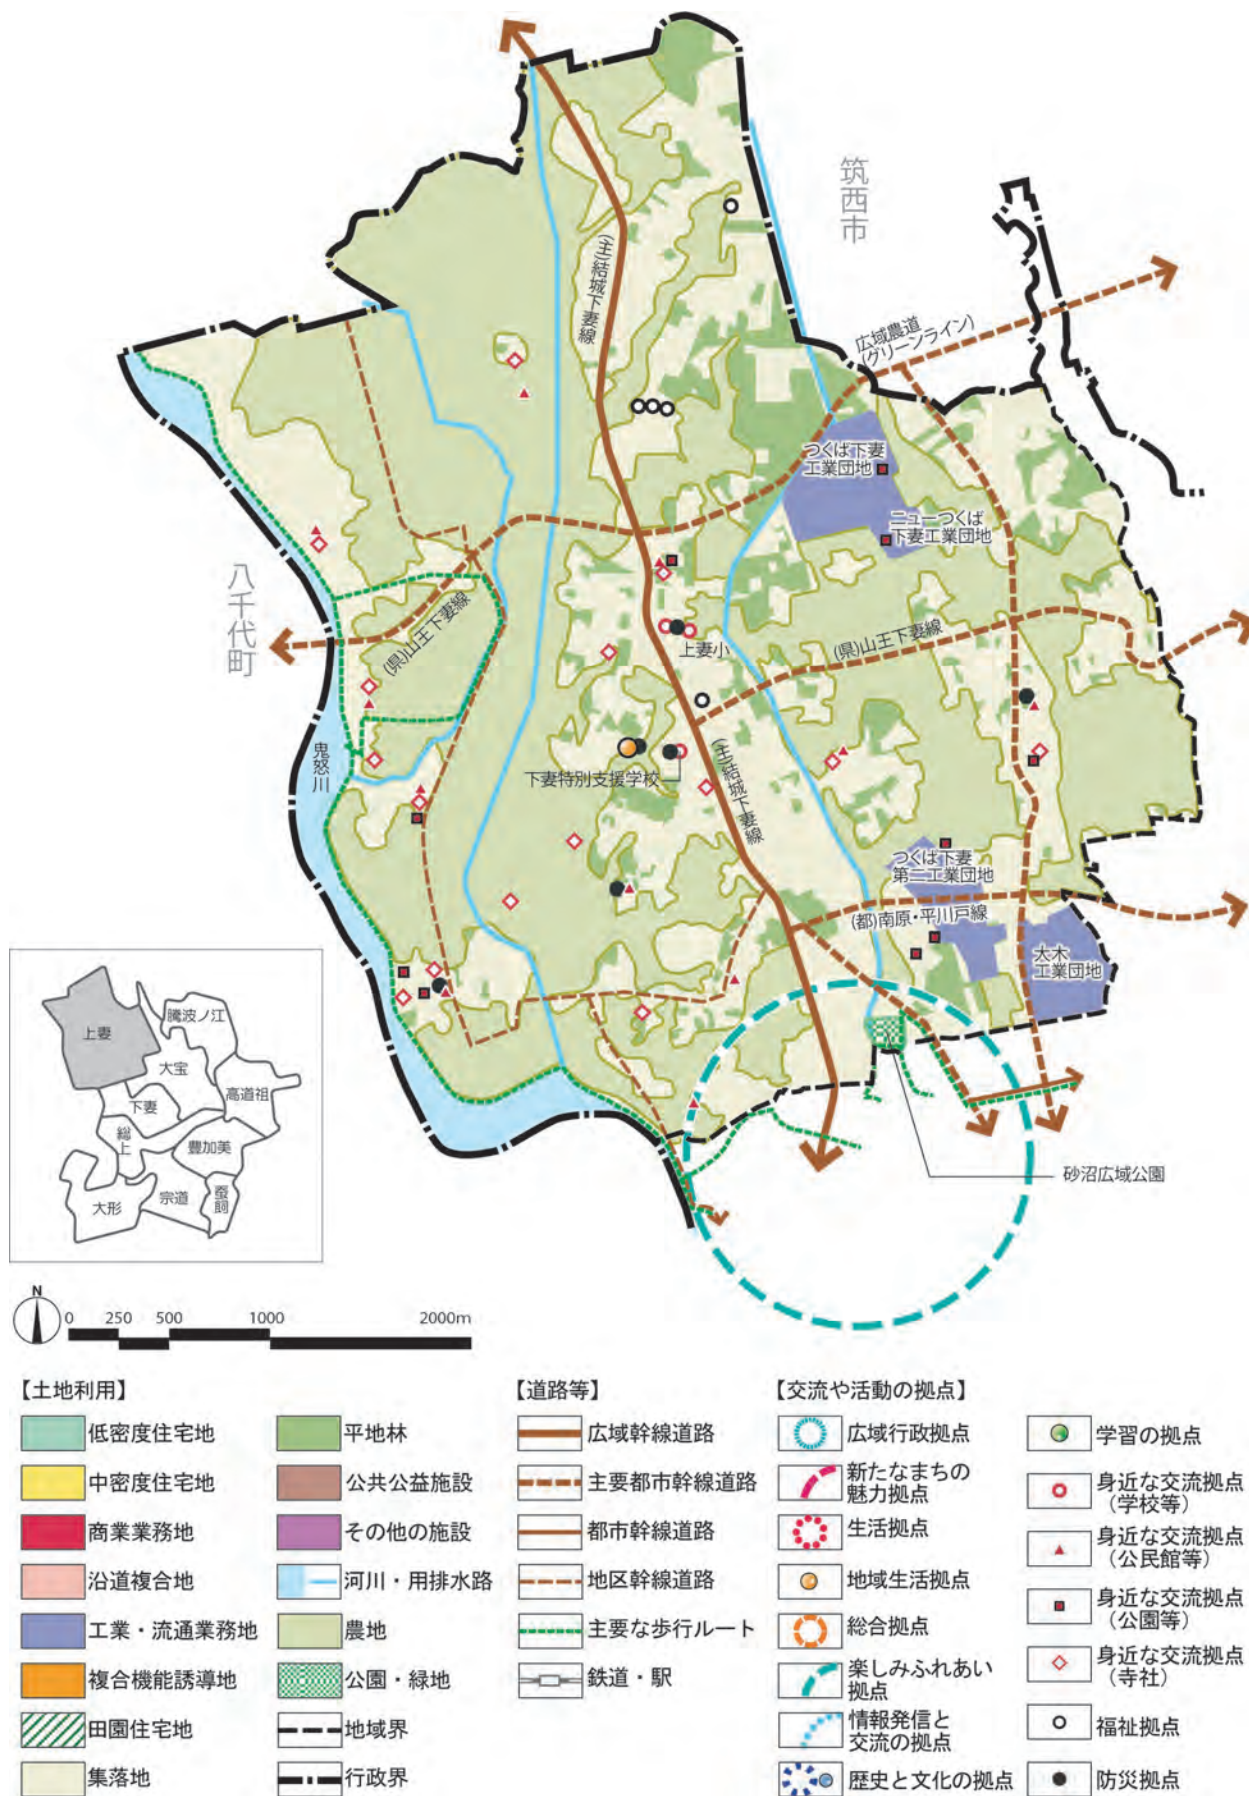 筑西市
(主)結城下妻線
広域農道
(グリーンライン)
つくば下妻
工業団地
ニューつくば
下妻工業団地
八千代町
(県)山王下妻線
上妻小
(県)山王下妻線
鬼怒川
下妻特別支援学校
(主)結城下妻線
つくば下妻
第二工業団地
(都)南原・平川戸線
大木
工業団地
砂沼広域公園
上妻
騰波ノ江
大宝
高道祖
下妻
総上
豊加美
大形
宗道
蚕飼
N
0 250 500 1000 2000m
【土地利用】
低密度住宅地
中密度住宅地
商業業務地
沿道複合地
工業・流通業務地
複合機能誘導地
田園住宅地
集落地
平地林
公共公益施設
その他の施設
河川・用排水路
農地
公園・緑地
地域界
行政界
【道路等】
広域幹線道路
主要都市幹線道路
都市幹線道路
地区幹線道路
主要な歩行ルート
鉄道・駅
【交流や活動の拠点】
広域行政拠点
新たなまちの
魅力拠点
生活拠点
地域生活拠点
総合拠点
楽しみふれあい
拠点
情報発信と
交流の拠点
歴史と文化の拠点
学習の拠点
身近な交流拠点
(学校等)
身近な交流拠点
(公民館等)
身近な交流拠点
(公園等)
身近な交流拠点
(寺社)
福祉拠点
防災拠点